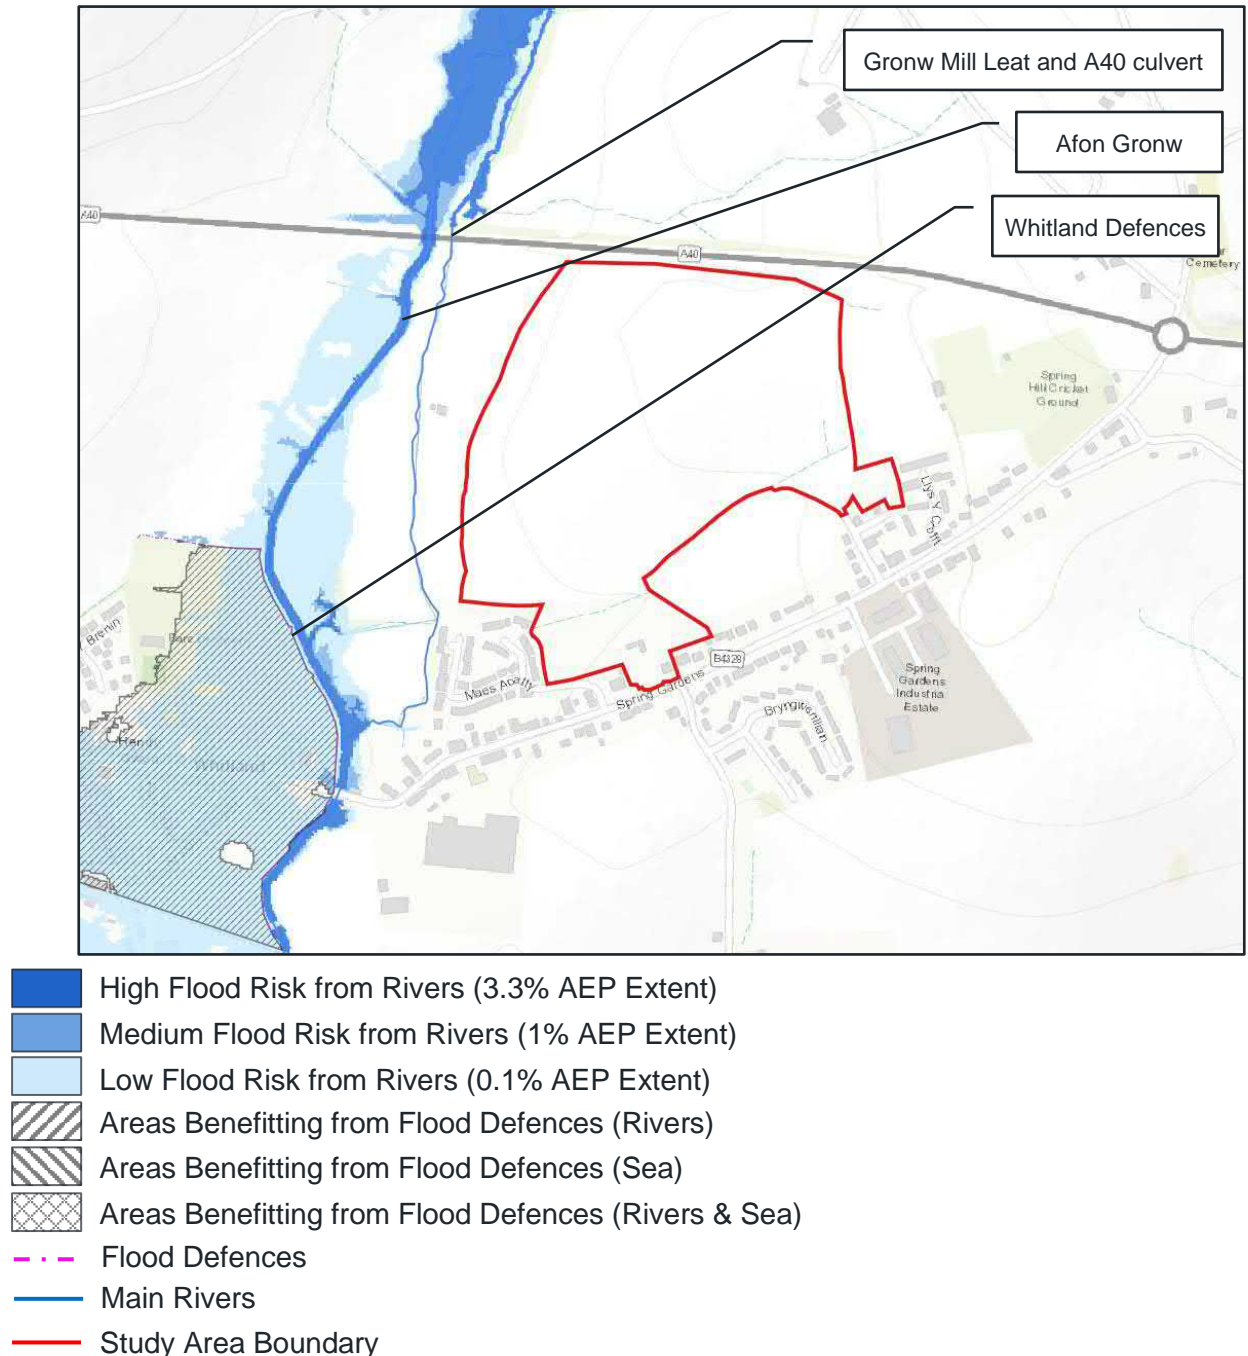 Gronw Mill Leat and A40 culvert
Afon Gronw
Whitland Defences
A40
A40
Cemetery
Spring
Hill Cricket
Ground
Llys Y Crofft
Brenin
Maes Abaty
Spring Gardens
B4328
Spring
Gardens
Industria
Estate
Whitland
High Flood Risk from Rivers (3.3% AEP Extent)
Medium Flood Risk from Rivers (1% AEP Extent)
Low Flood Risk from Rivers (0.1% AEP Extent)
Areas Benefitting from Flood Defences (Rivers)
Areas Benefitting from Flood Defences (Sea)
Areas Benefitting from Flood Defences (Rivers & Sea)
Flood Defences
Main Rivers
Study Area Boundary